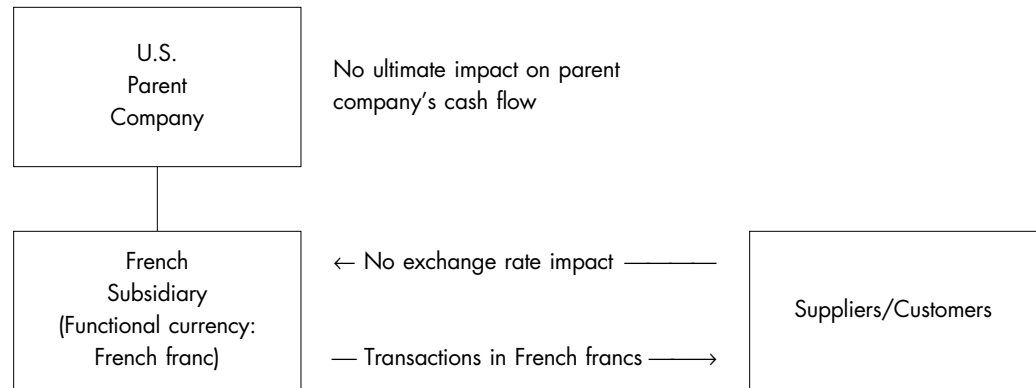 U.S.
Parent
Company
No ultimate impact on parent
company's cash flow
French
Subsidiary
(Functional currency:
French franc)
← No exchange rate impact ———
— Transactions in French francs ——→
Suppliers/Customers